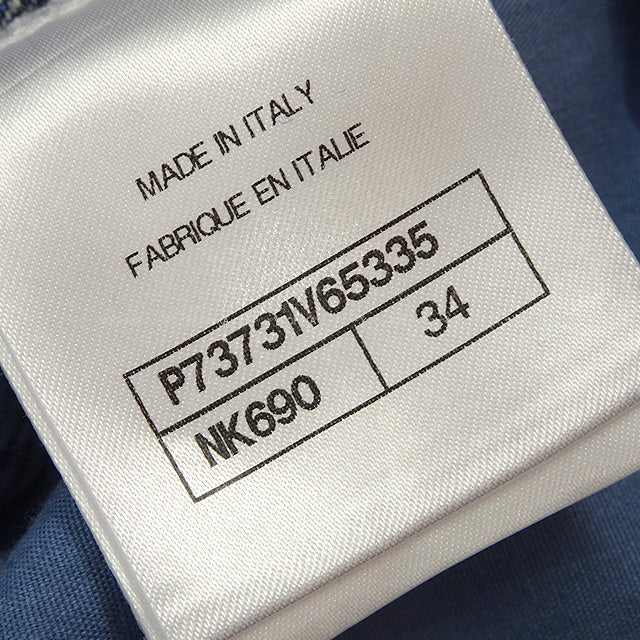 MADE IN ITALY
FABRIQUE EN ITALIE
P73731V65335
NK690 34